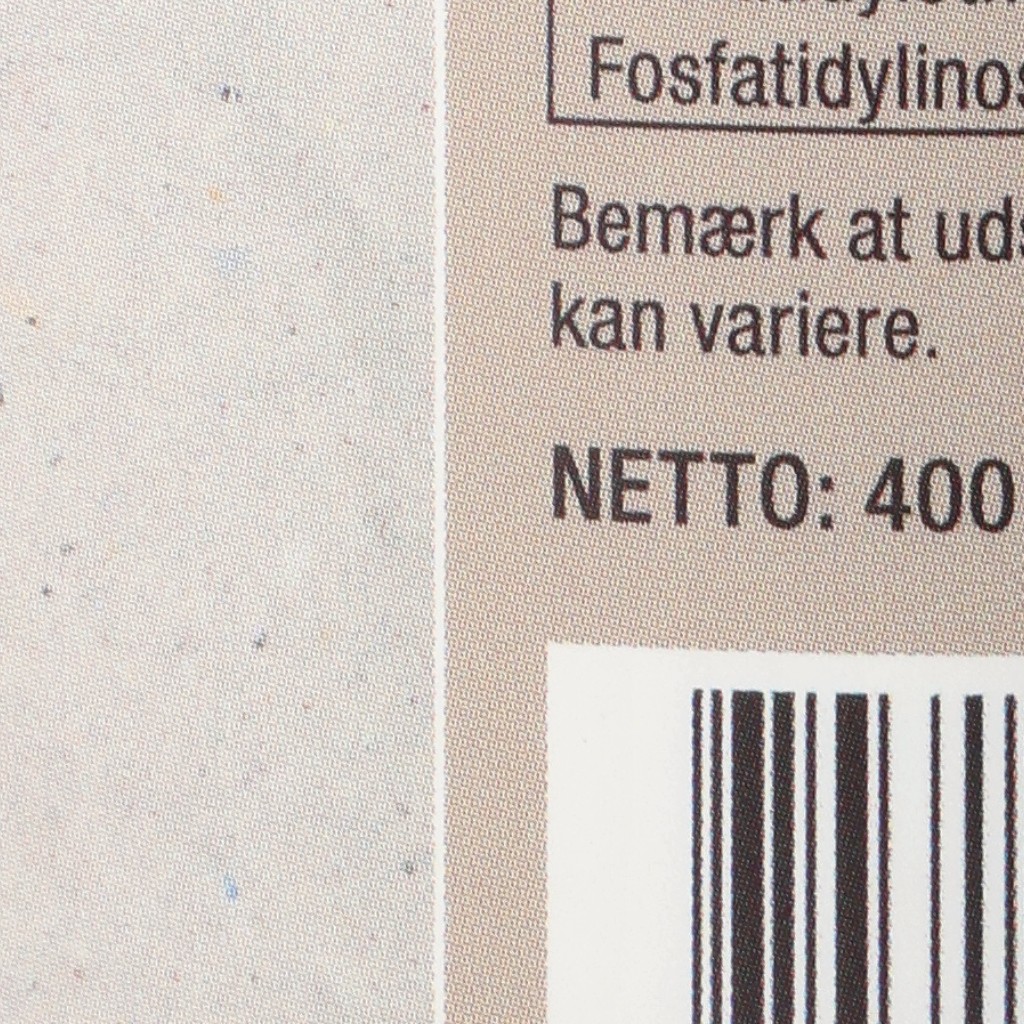 Fosfatidylinos
Bemærk at uds
kan variere.
NETTO: 400